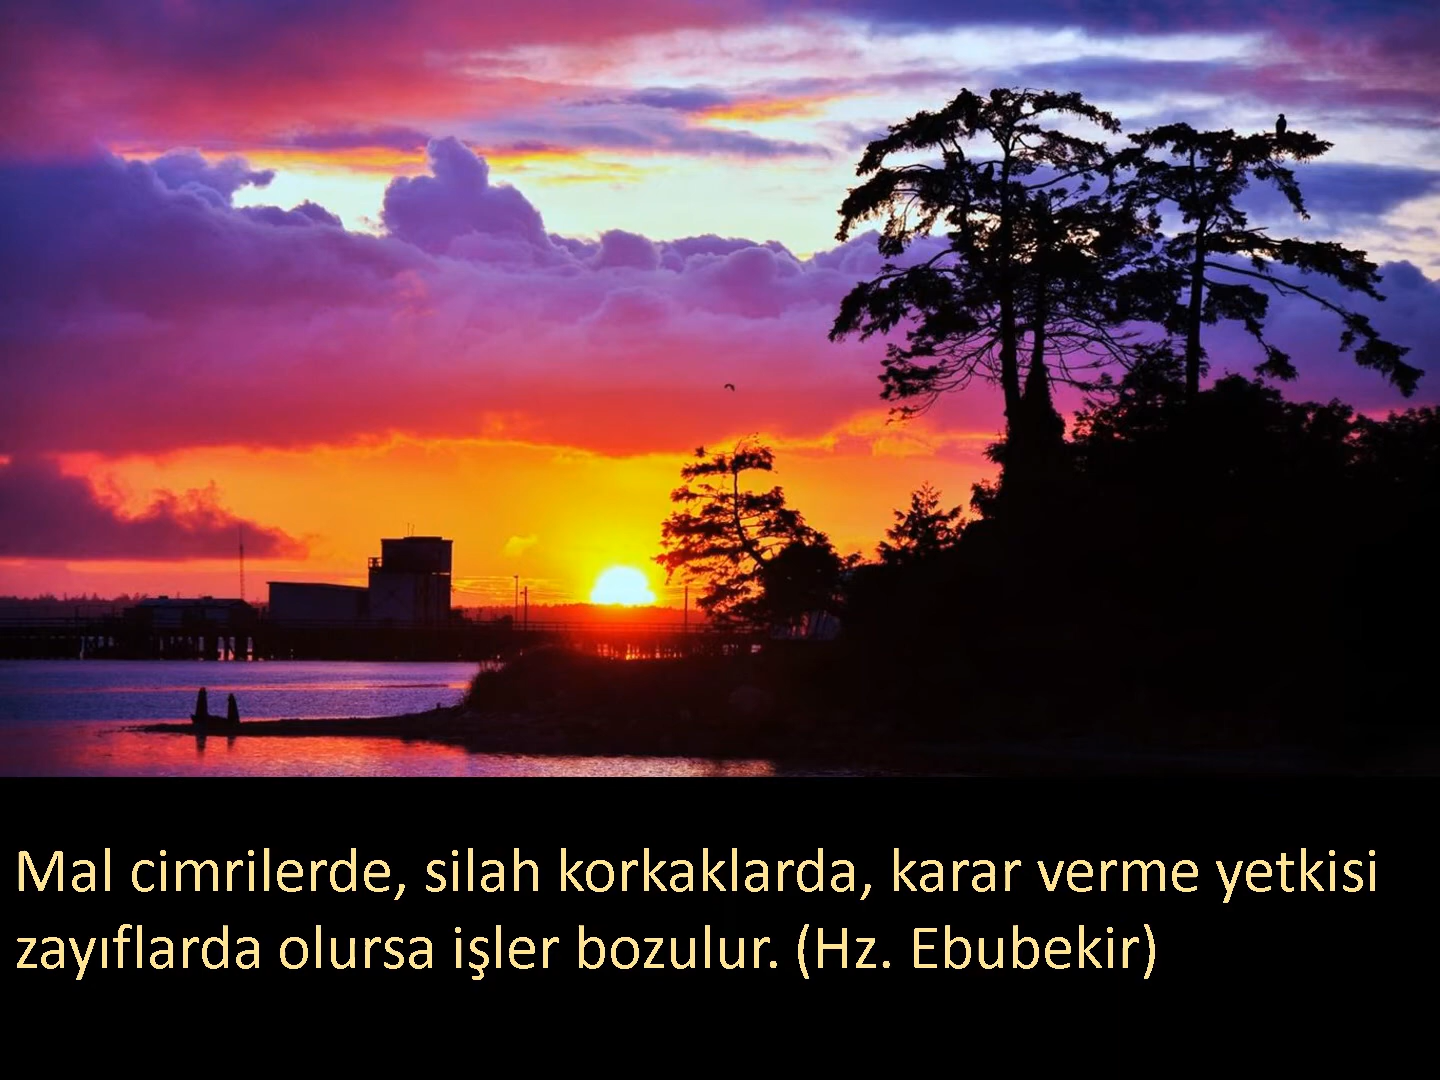 Mal cimrilerde, silah korkaklarda, karar verme yetkisi
zayıflarda olursa işler bozulur. (Hz. Ebubekir)